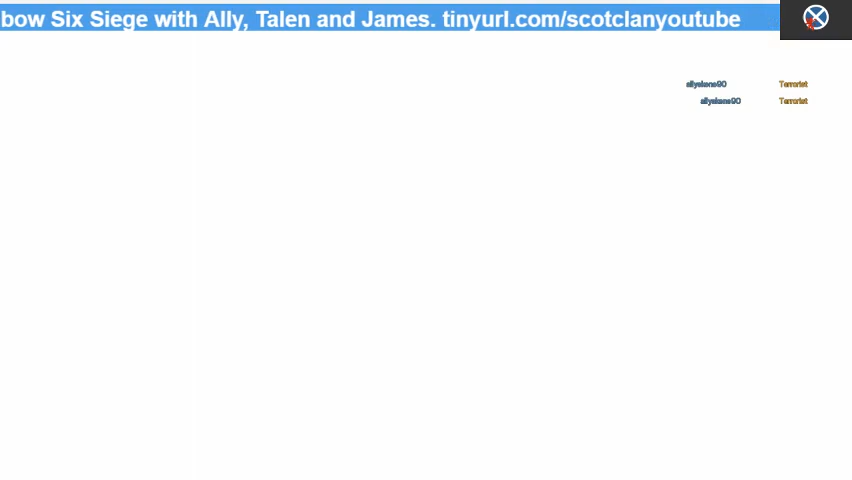 bow Six Siege with Ally, Talen and James. tinyurl.com/scotclanyoutube
Terrorist
Terrorist